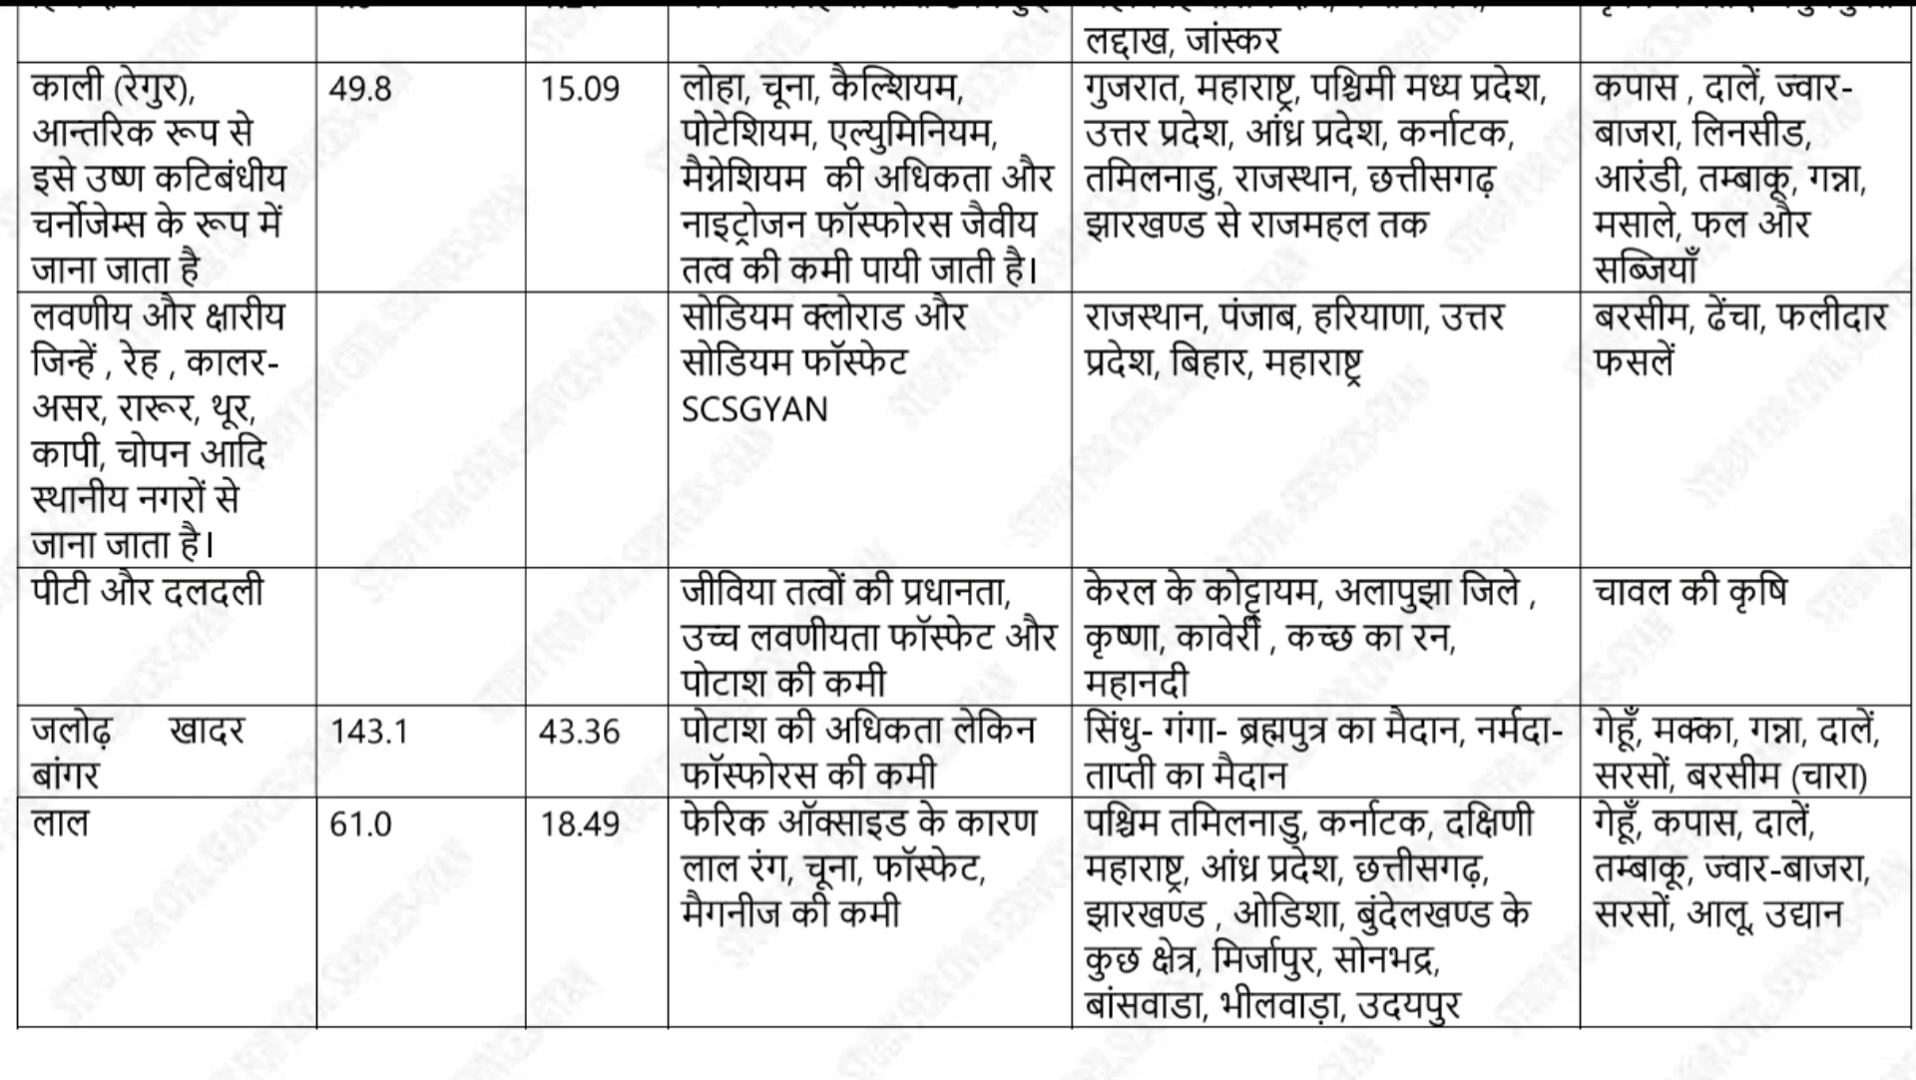 लद्दाख, जांस्कर
काली (रेगुर),
आन्तरिक रूप से
इसे उष्ण कटिबंधीय
चर्नोजेम्स के रूप में
जाना जाता है
49.8
15.09
लोहा, चूना, कैल्शियम,
पोटेशियम, एल्युमिनियम,
मैग्नेशियम की अधिकता और
नाइट्रोजन फॉस्फोरस जैवीय
तत्व की कमी पायी जाती है।
गुजरात, महाराष्ट्र, पश्चिमी मध्य प्रदेश,
उत्तर प्रदेश, आंध्र प्रदेश, कर्नाटक,
तमिलनाडु, राजस्थान, छत्तीसगढ़
झारखण्ड से राजमहल तक
कपास , दालें, ज्वार-
बाजरा, लिनसीड,
आरंडी, तम्बाकू, गन्ना,
मसाले, फल और
सब्जियाँ
लवणीय और क्षारीय
जिन्हें , रेह , कालर-
असर, रारूर, थूर,
कापी, चोपन आदि
स्थानीय नगरों से
जाना जाता है।
सोडियम क्लोराड और
सोडियम फॉस्फेट
SCSGYAN
राजस्थान, पंजाब, हरियाणा, उत्तर
प्रदेश, बिहार, महाराष्ट्र
बरसीम, ढेंचा, फलीदार
फसलें
पीटी और दलदली
जीविया तत्वों की प्रधानता,
उच्च लवणीयता फॉस्फेट और
पोटाश की कमी
केरल के कोट्टायम, अलापुझा जिले ,
कृष्णा, कावेरी , कच्छ का रन,
महानदी
चावल की कृषि
जलोढ़ खादर
बांगर
143.1
43.36
पोटाश की अधिकता लेकिन
फॉस्फोरस की कमी
सिंधु- गंगा- ब्रह्मपुत्र का मैदान, नर्मदा-
ताप्ती का मैदान
गेहूँ, मक्का, गन्ना, दालें,
सरसों, बरसीम (चारा)
लाल
61.0
18.49
फेरिक ऑक्साइड के कारण
लाल रंग, चूना, फॉस्फेट,
मैगनीज की कमी
पश्चिम तमिलनाडु, कर्नाटक, दक्षिणी
महाराष्ट्र, आंध्र प्रदेश, छत्तीसगढ़,
झारखण्ड , ओडिशा, बुंदेलखण्ड के
कुछ क्षेत्र, मिर्जापुर, सोनभद्र,
बांसवाडा, भीलवाड़ा, उदयपुर
गेहूँ, कपास, दालें,
तम्बाकू, ज्वार-बाजरा,
सरसों, आलू, उद्यान